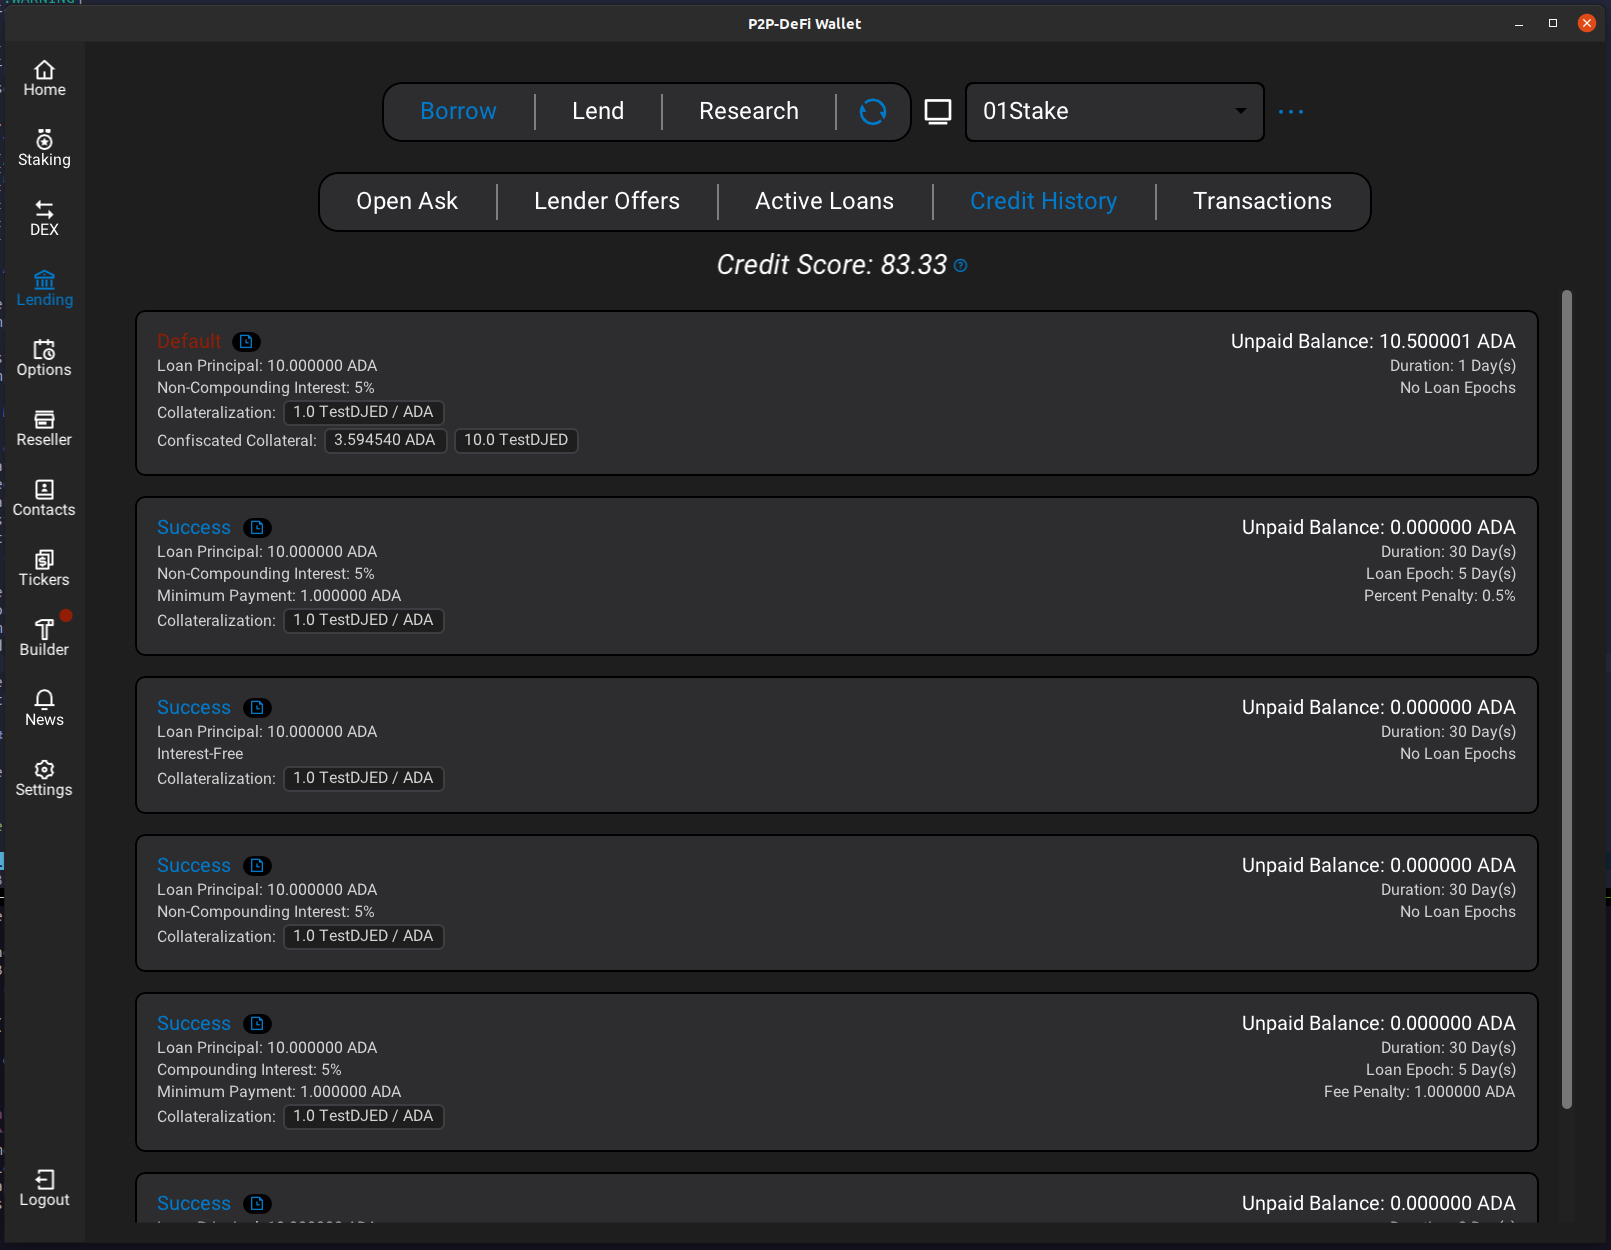 P2P-DeFi Wallet
Home
Staking
DEX
Lending
Options
Reseller
Contacts
Tickers
Builder
News
Settings
Logout
Borrow
Lend
Research
01Stake
Open Ask
Lender Offers
Active Loans
Credit History
Transactions
Credit Score: 83.33
Default
Unpaid Balance: 10.500001 ADA
Loan Principal: 10.000000 ADA
Duration: 1 Day(s)
Non-Compounding Interest: 5%
No Loan Epochs
Collateralization: 1.0 TestDJED / ADA
Confiscated Collateral: 3.594540 ADA 10.0 TestDJED
Success
Unpaid Balance: 0.000000 ADA
Loan Principal: 10.000000 ADA
Duration: 30 Day(s)
Non-Compounding Interest: 5%
Loan Epoch: 5 Day(s)
Minimum Payment: 1.000000 ADA
Percent Penalty: 0.5%
Collateralization: 1.0 TestDJED / ADA
Success
Unpaid Balance: 0.000000 ADA
Loan Principal: 10.000000 ADA
Duration: 30 Day(s)
Interest-Free
No Loan Epochs
Collateralization: 1.0 TestDJED / ADA
Success
Unpaid Balance: 0.000000 ADA
Loan Principal: 10.000000 ADA
Duration: 30 Day(s)
Non-Compounding Interest: 5%
No Loan Epochs
Collateralization: 1.0 TestDJED / ADA
Success
Unpaid Balance: 0.000000 ADA
Loan Principal: 10.000000 ADA
Duration: 30 Day(s)
Compounding Interest: 5%
Loan Epoch: 5 Day(s)
Minimum Payment: 1.000000 ADA
Fee Penalty: 1.000000 ADA
Collateralization: 1.0 TestDJED / ADA
Success
Unpaid Balance: 0.000000 ADA